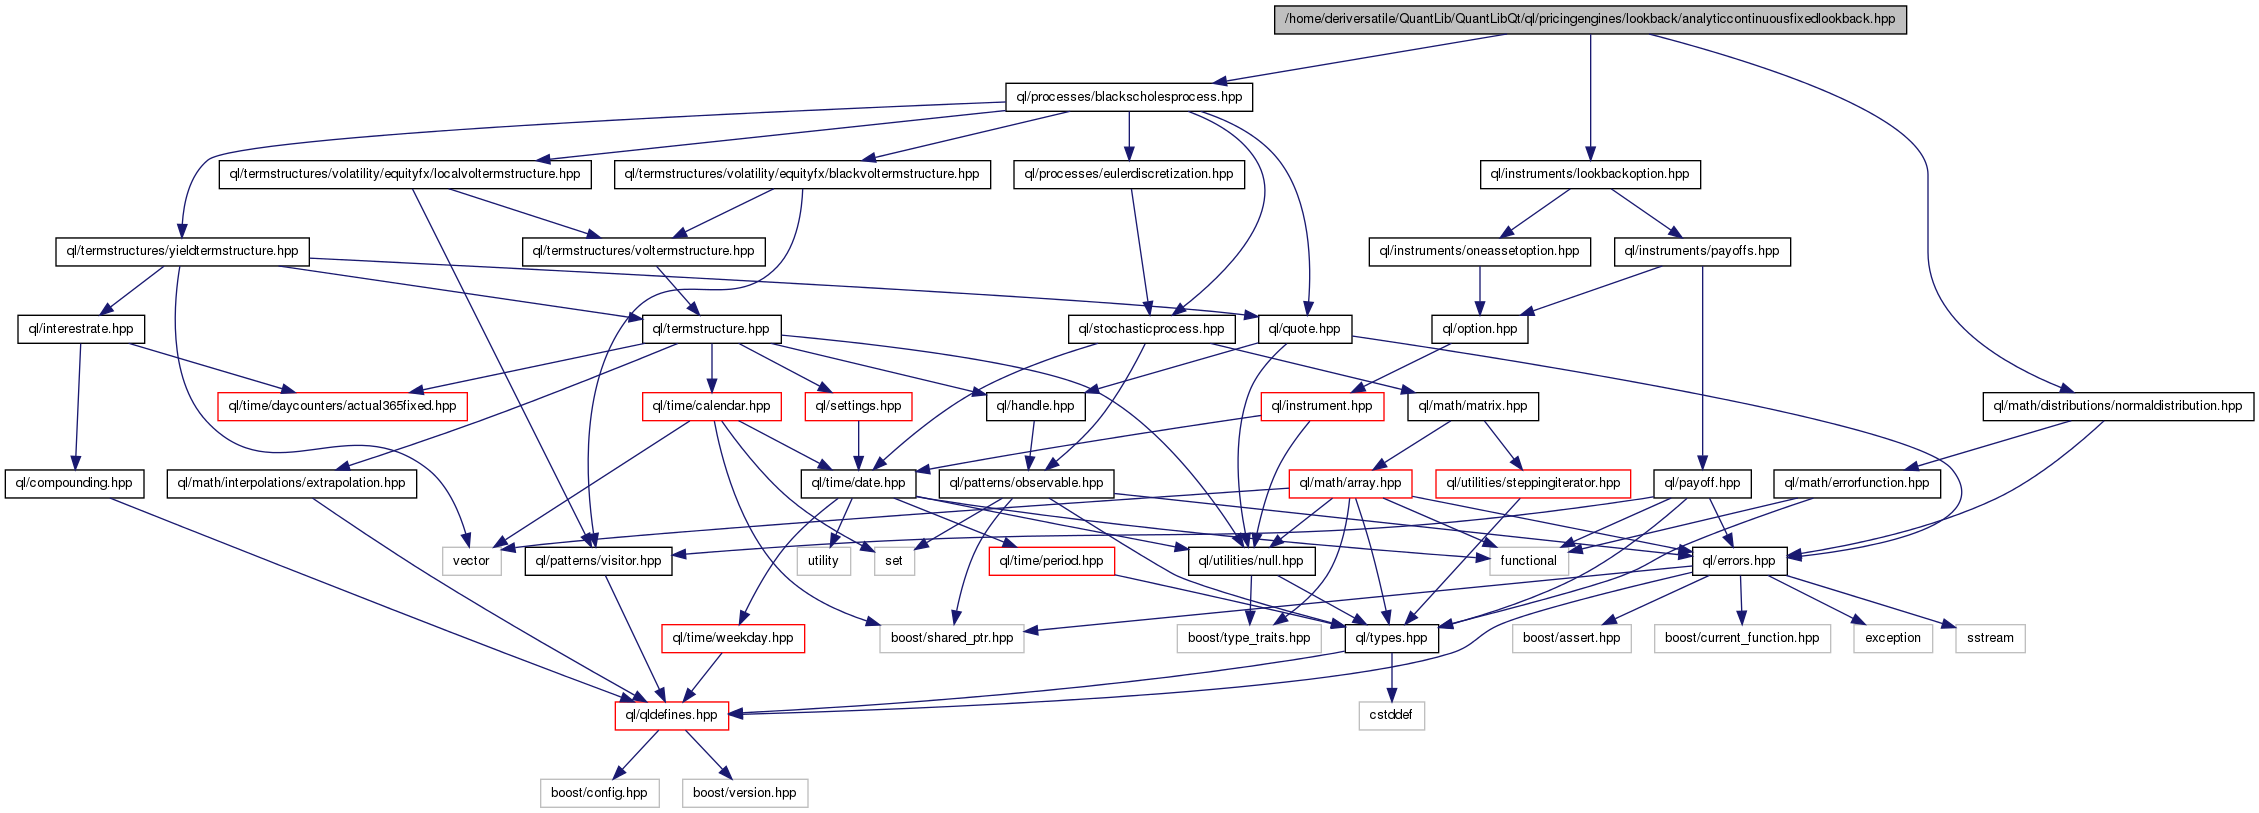 /home/deriversatile/QuantLib/QuantLibQt/ql/pricingengines/lookback/analyticcontinuousfixedlookback.hpp
ql/processes/blackscholesprocess.hpp
ql/termstructures/volatility/equityfx/localvoltermstructure.hpp
ql/termstructures/volatility/equityfx/blackvoltermstructure.hpp
ql/processes/eulerdiscretization.hpp
ql/instruments/lookbackoption.hpp
ql/termstructures/yieldtermstructure.hpp
ql/termstructures/voltermstructure.hpp
ql/instruments/oneassetoption.hpp
ql/instruments/payoffs.hpp
ql/interestrate.hpp
ql/termstructure.hpp
ql/stochasticprocess.hpp
ql/quote.hpp
ql/option.hpp
ql/time/daycounters/actual365fixed.hpp
ql/time/calendar.hpp
ql/settings.hpp
ql/handle.hpp
ql/instrument.hpp
ql/math/matrix.hpp
ql/math/distributions/normaldistribution.hpp
ql/compounding.hpp
ql/math/interpolations/extrapolation.hpp
ql/time/date.hpp
ql/patterns/observable.hpp
ql/math/array.hpp
ql/utilities/steppingiterator.hpp
ql/payoff.hpp
ql/math/errorfunction.hpp
vector
ql/patterns/visitor.hpp
utility
set
ql/time/period.hpp
ql/utilities/null.hpp
functional
ql/errors.hpp
ql/time/weekday.hpp
boost/shared_ptr.hpp
boost/type_traits.hpp
ql/types.hpp
boost/assert.hpp
boost/current_function.hpp
exception
sstream
ql/qldefines.hpp
cstddef
boost/config.hpp
boost/version.hpp